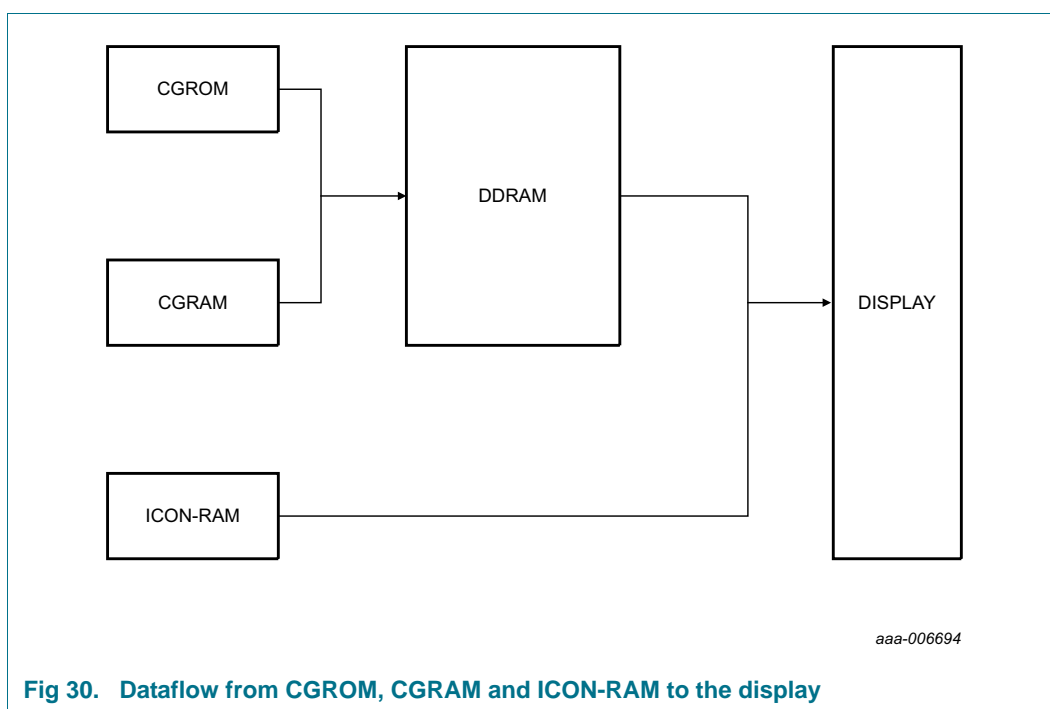 CGROM
DDRAM
CGRAM
DISPLAY
ICON-RAM
aaa-006694
Fig 30. Dataflow from CGROM, CGRAM and ICON-RAM to the display